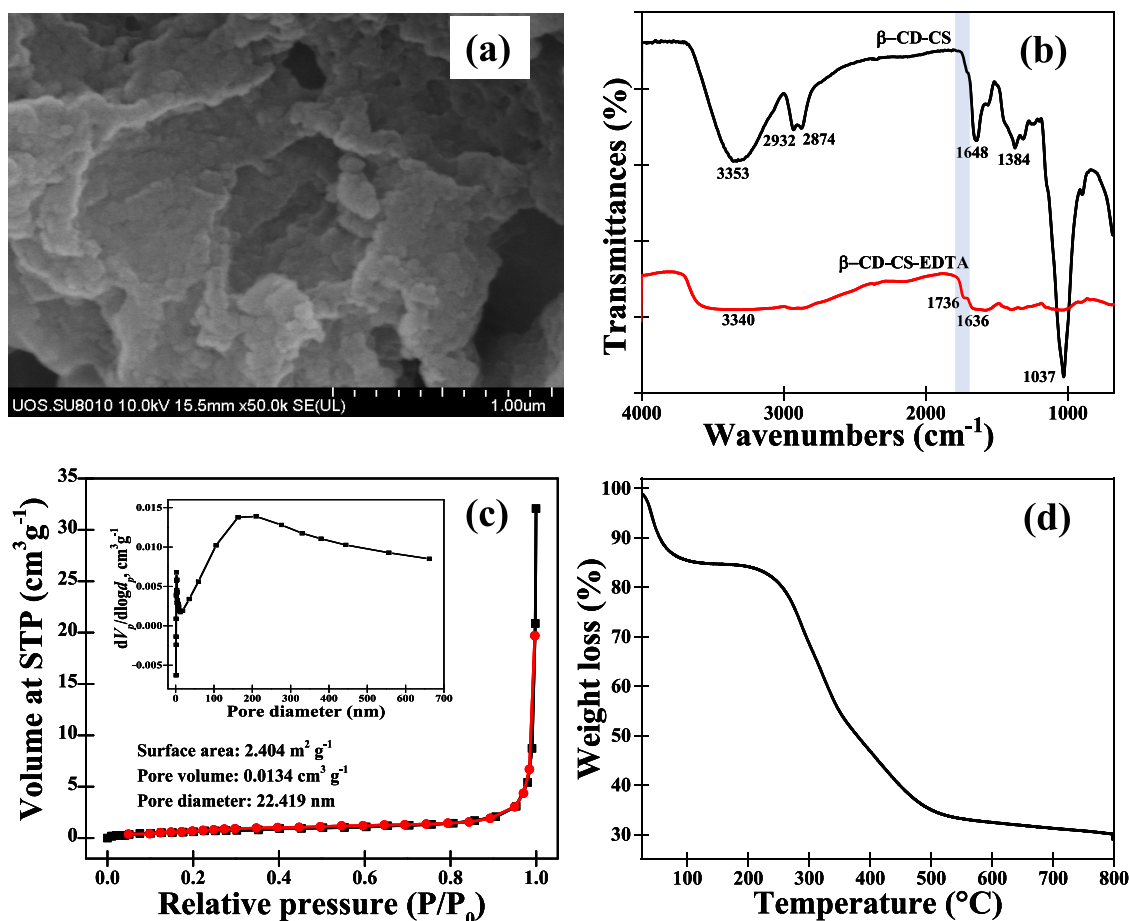 (a)
UOS.SU8010 10.0kV 15.5mm x50.0k SE(UL)
1.00um
(b)
β−CD-CS
2932
2874
3353
1648
1384
β−CD-CS-EDTA
1736
1636
3340
1037
Transmittances (%)
4000
3000
2000
1000
Wavenumbers (cm⁻¹)
(c)
35
30
25
20
15
10
5
0
Volume at STP (cm³g⁻¹)
0.015
0.010
0.005
0.000
-0.005
dVₚ/dlogdₚ, cm³g⁻¹
0
100
200
300
400
500
600
700
Pore diameter (nm)
Surface area: 2.404 m² g⁻¹
Pore volume: 0.0134 cm³ g⁻¹
Pore diameter: 22.419 nm
0.0
0.2
0.4
0.6
0.8
1.0
Relative pressure (P/P₀)
(d)
100
90
80
70
60
50
40
30
Weight loss (%)
100
200
300
400
500
600
700
800
Temperature (°C)